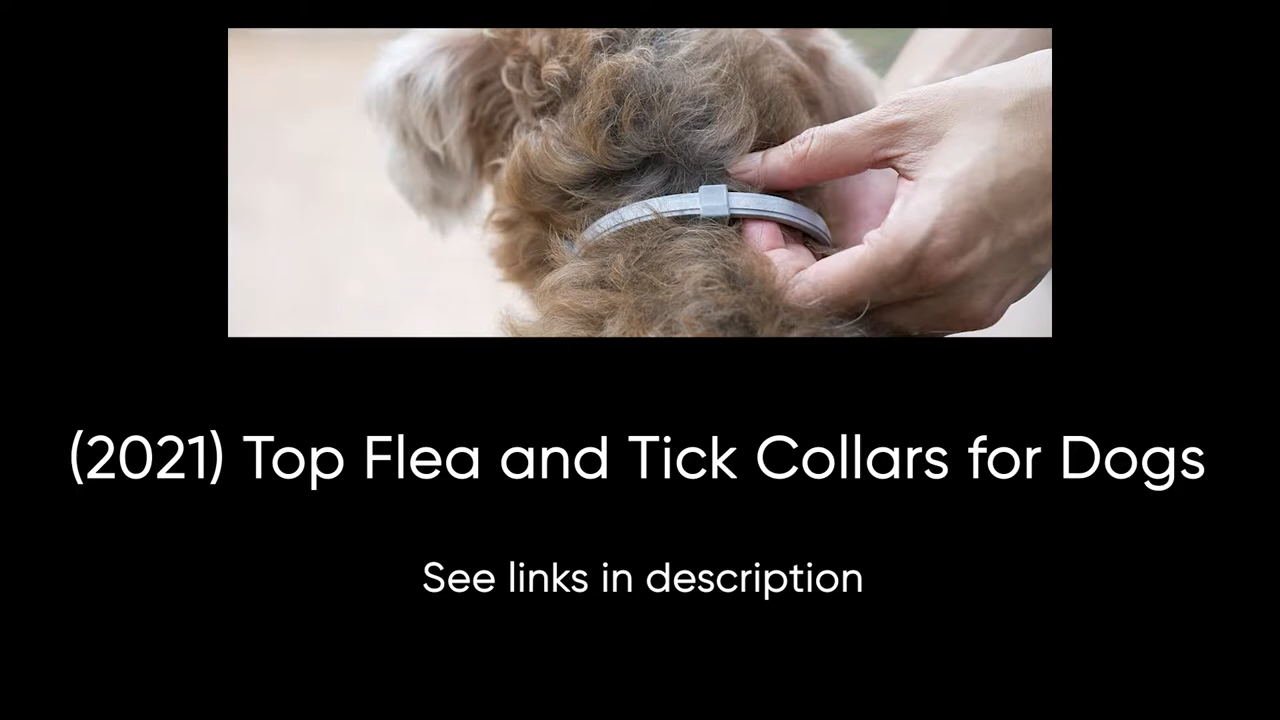 (2021) Top Flea and Tick Collars for Dogs
See links in description